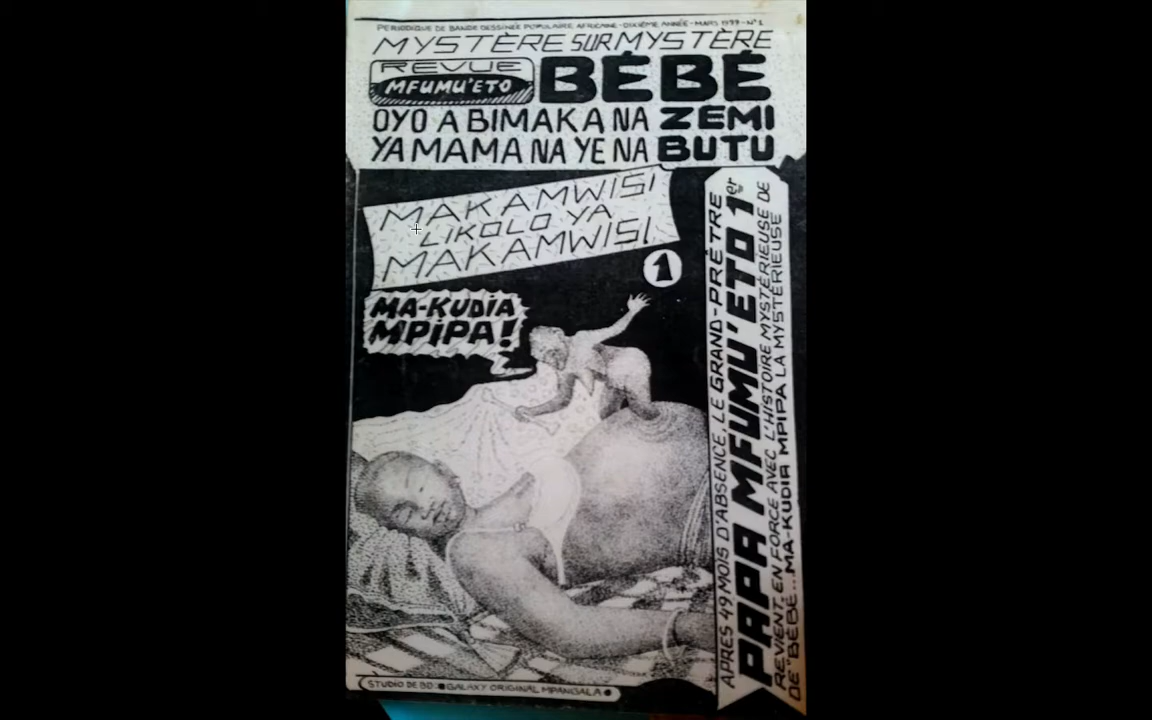 PERIODIQUE DE BANDE DESSINÉE POPULAIRE AFRICAINE - DIXIÈME ANNÉE - MARS 1999 - N°1
MYSTÈRE SUR MYSTÈRE
REVUE
MFUMU'ETO
BÉBÉ
OYO A BIMAKA NA ZEMI
YA MAMA NA YE NA BUTU
MAKAMWISI
LIKOLO YA
MAKAMWISI
1
MA-KUDIA
MPIPA!
APRES 49 MOIS D'ABSENCE, LE GRAND-PRÊTRE
PAPA MFUMU'ETO 1er
REVIENT EN FORCE AVEC L'HISTOIRE MYSTÉRIEUSE DE
DE "BÉBÉ... MA-KUDIR MPIPA LA MYSTÉRIEUSE
STUDIO DE BD ● GALAXY ORIGINAL MPANGALA ●